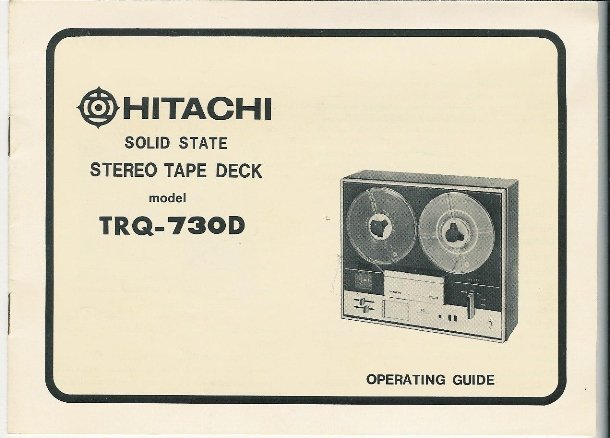 HITACHI
SOLID STATE
STEREO TAPE DECK
model
TRQ-730D
OPERATING GUIDE